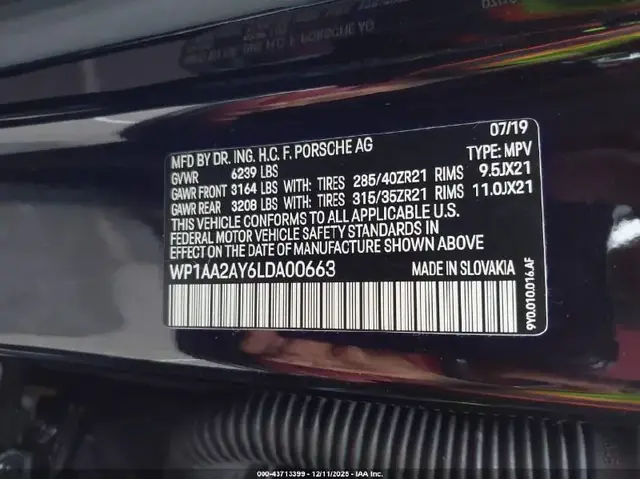 07/19
MFD BY DR. ING. H.C. F. PORSCHE AG
GVWR 6239 LBS TYPE: MPV
GAWR FRONT 3164 LBS WITH: TIRES 285/40ZR21 RIMS 9.5JX21
GAWR REAR 3208 LBS WITH: TIRES 315/35ZR21 RIMS 11.0JX21
THIS VEHICLE CONFORMS TO ALL APPLICABLE U.S.
FEDERAL MOTOR VEHICLE SAFETY STANDARDS IN
EFFECT ON THE DATE OF MANUFACTURE SHOWN ABOVE
WP1AA2AY6LDA00663 MADE IN SLOVAKIA
9Y0.010.016.AF
000-43713399 - 12/11/2025 - IAA Inc.